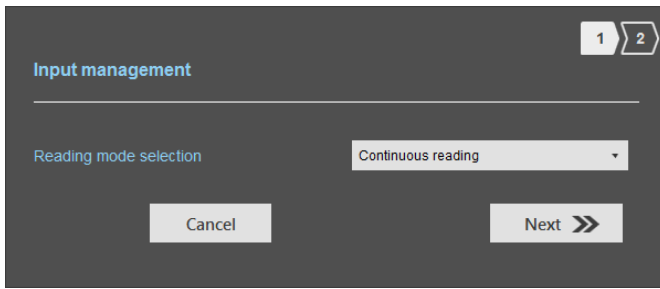 1 2
Input management
Reading mode selection Continuous reading
Cancel Next